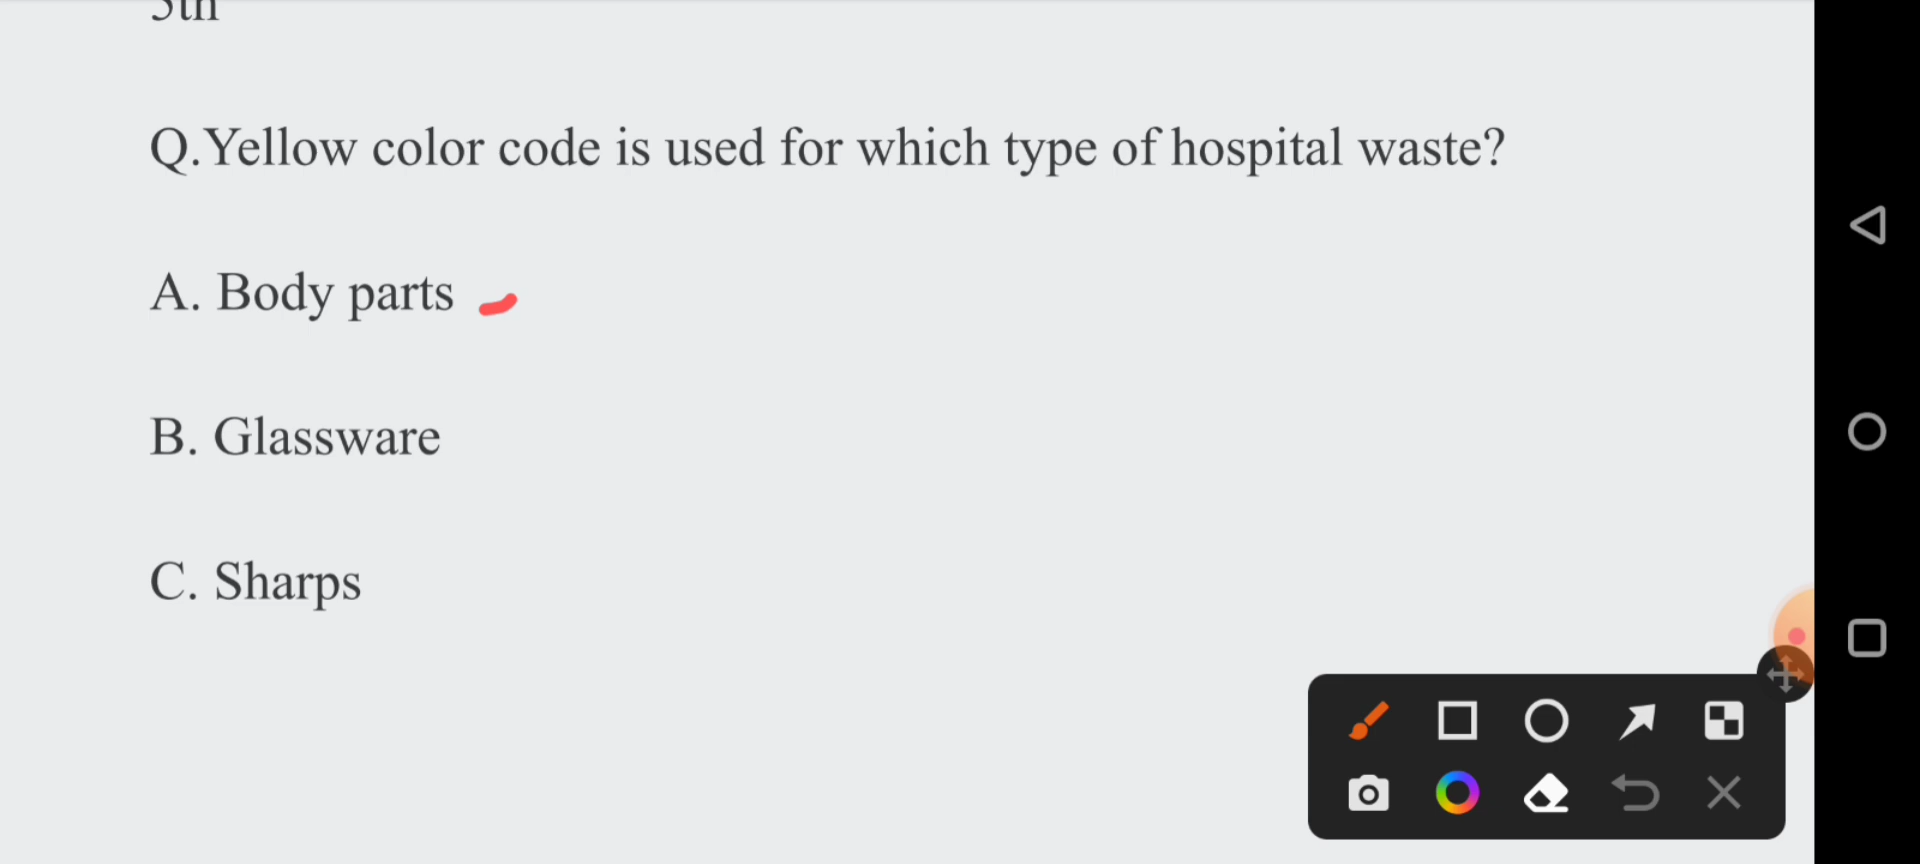 5th
Q.Yellow color code is used for which type of hospital waste?
A. Body parts
B. Glassware
C. Sharps